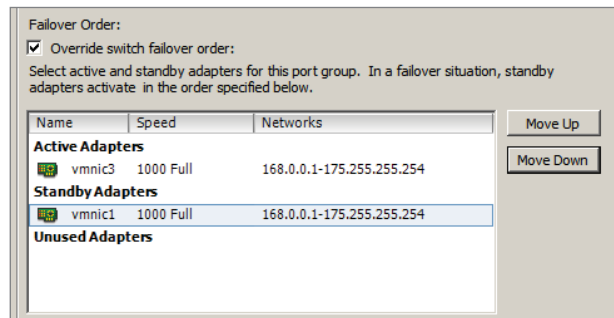 Failover Order:
Override switch failover order:
Select active and standby adapters for this port group. In a failover situation, standby
adapters activate in the order specified below.
Name Speed Networks
Move Up
Active Adapters
vmnic3 1000 Full 168.0.0.1-175.255.255.254
Move Down
Standby Adapters
vmnic1 1000 Full 168.0.0.1-175.255.255.254
Unused Adapters